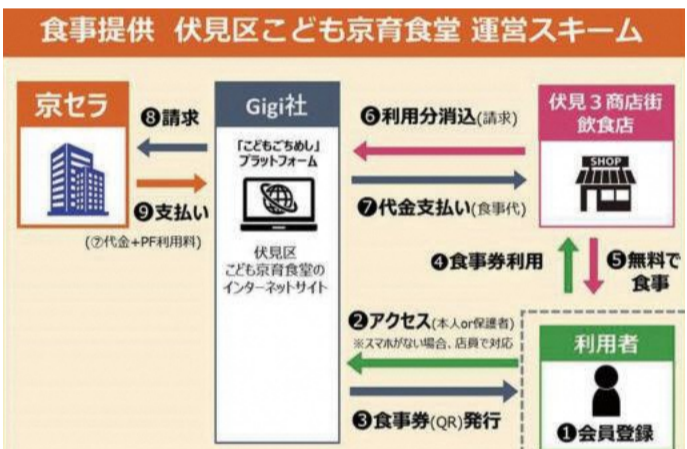 食事提供 伏見区こども京育食堂 運営スキーム
京セラ
❽請求
❾支払い
(⑦代金+PF利用料)
Gigi社
「こどもごちめし」
プラットフォーム
伏見区
こども京育食堂の
インターネットサイト
❻利用分消込(請求)
❼代金支払い(食事代)
伏見3商店街
飲食店
SHOP
❹食事券利用
❺無料で
食事
❷アクセス(本人or保護者)
※スマホがない場合、店員で対応
❸食事券(QR)発行
利用者
❶会員登録